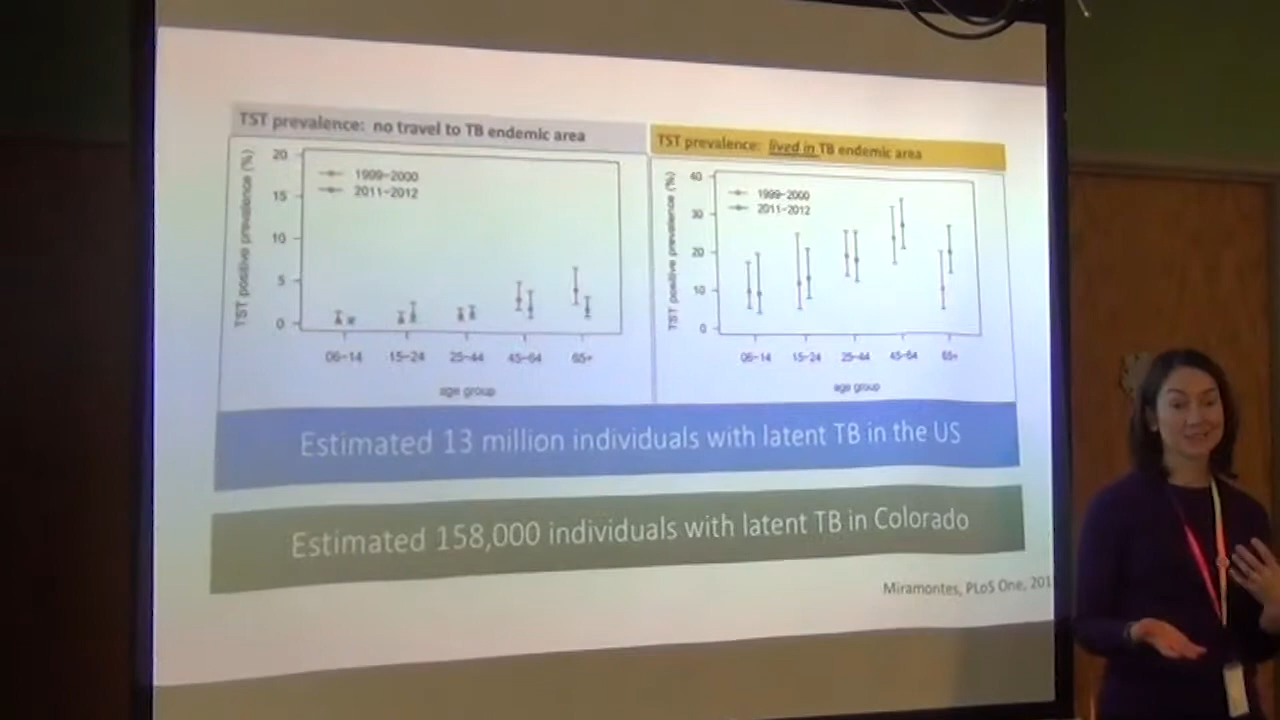 TST prevalence: no travel to TB endemic area
TST positive prevalence (%)
20
15
10
5
0
1999-2000
2011-2012
06-14
15-24
25-44
45-64
65+
age group
TST prevalence: lived in TB endemic area
TST positive prevalence (%)
40
30
20
10
0
1999-2000
2011-2012
06-14
15-24
25-44
45-64
65+
age group
Estimated 13 million individuals with latent TB in the US
Estimated 158,000 individuals with latent TB in Colorado
Miramontes, PLoS One, 201